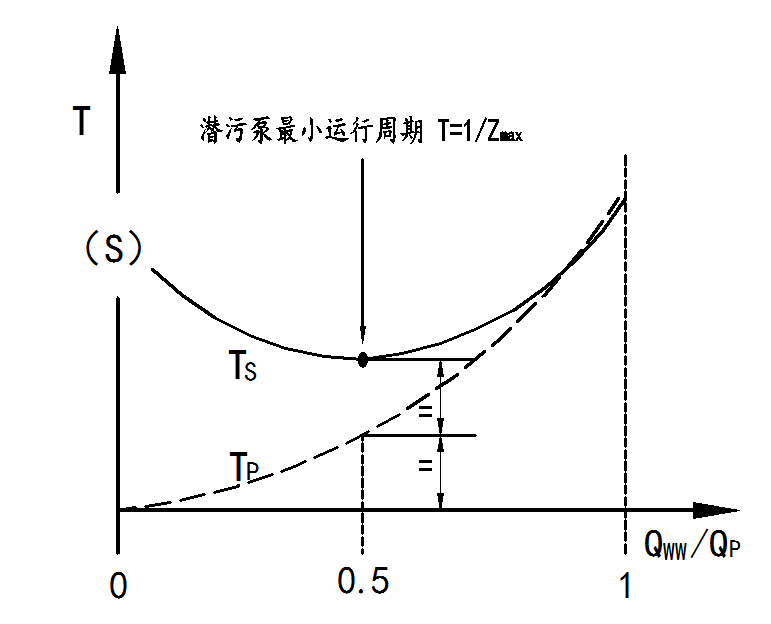 潜污泵最小运行周期 T=1/Zmax
T
(S)
TS
=
TP
=
QWW/QP
0
0.5
1